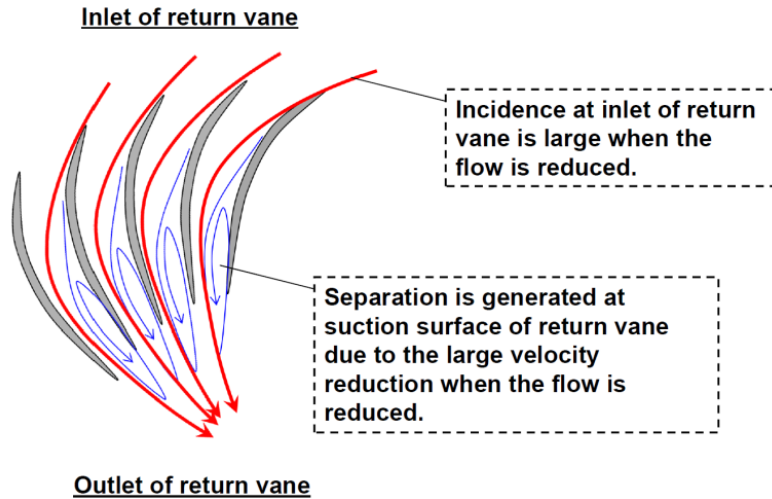 Inlet of return vane
Incidence at inlet of return
vane is large when the
flow is reduced.
Separation is generated at
suction surface of return vane
due to the large velocity
reduction when the flow is
reduced.
Outlet of return vane